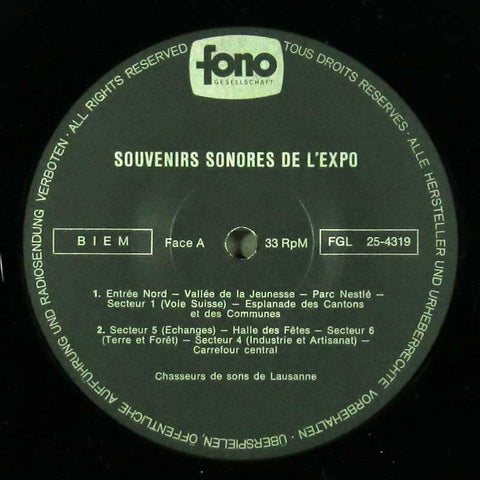 fono
GESELLSCHAFT
ALL RIGHTS RESERVED
TOUS DROITS RESERVES · ALLE HERSTELLER UND URHEBERRECHTE VORBEHALTEN · ÜBERSPIELEN, ÖFFENTLICHE AUFFÜHRUNG UND RADIOSENDUNG VERBOTEN ·
SOUVENIRS SONORES DE L'EXPO
BIEM Face A 33 RpM FGL 25-4319
1. Entrée Nord – Vallée de la Jeunesse – Parc Nestlé –
Secteur 1 (Voie Suisse) – Esplanade des Cantons
et des Communes
2. Secteur 5 (Echanges) – Halle des Fêtes – Secteur 6
(Terre et Forêt) – Secteur 4 (Industrie et Artisanat) –
Carrefour central
Chasseurs de sons de Lausanne